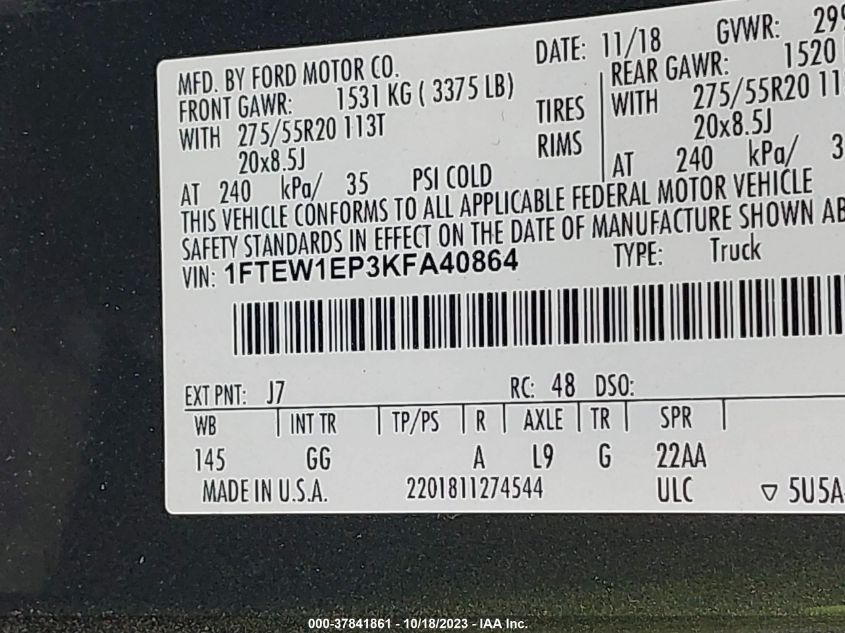 DATE: 11/18 GVWR: 299
MFD. BY FORD MOTOR CO.
FRONT GAWR: 1531 KG ( 3375 LB) REAR GAWR: 1520
WITH 275/55R20 113T TIRES WITH 275/55R20 11
20x8.5J RIMS 20x8.5J
AT 240 kPa/ 35 PSI COLD AT 240 kPa/ 3
THIS VEHICLE CONFORMS TO ALL APPLICABLE FEDERAL MOTOR VEHICLE
SAFETY STANDARDS IN EFFECT ON THE DATE OF MANUFACTURE SHOWN AB
VIN: 1FTEW1EP3KFA40864 TYPE: Truck
EXT PNT: J7 RC: 48 DSO:
WB INT TR TP/PS R AXLE TR SPR
145 GG A L9 G 22AA
MADE IN U.S.A. 2201811274544 ULC ▽ 5U5A
000-37841861 - 10/18/2023 - IAA Inc.